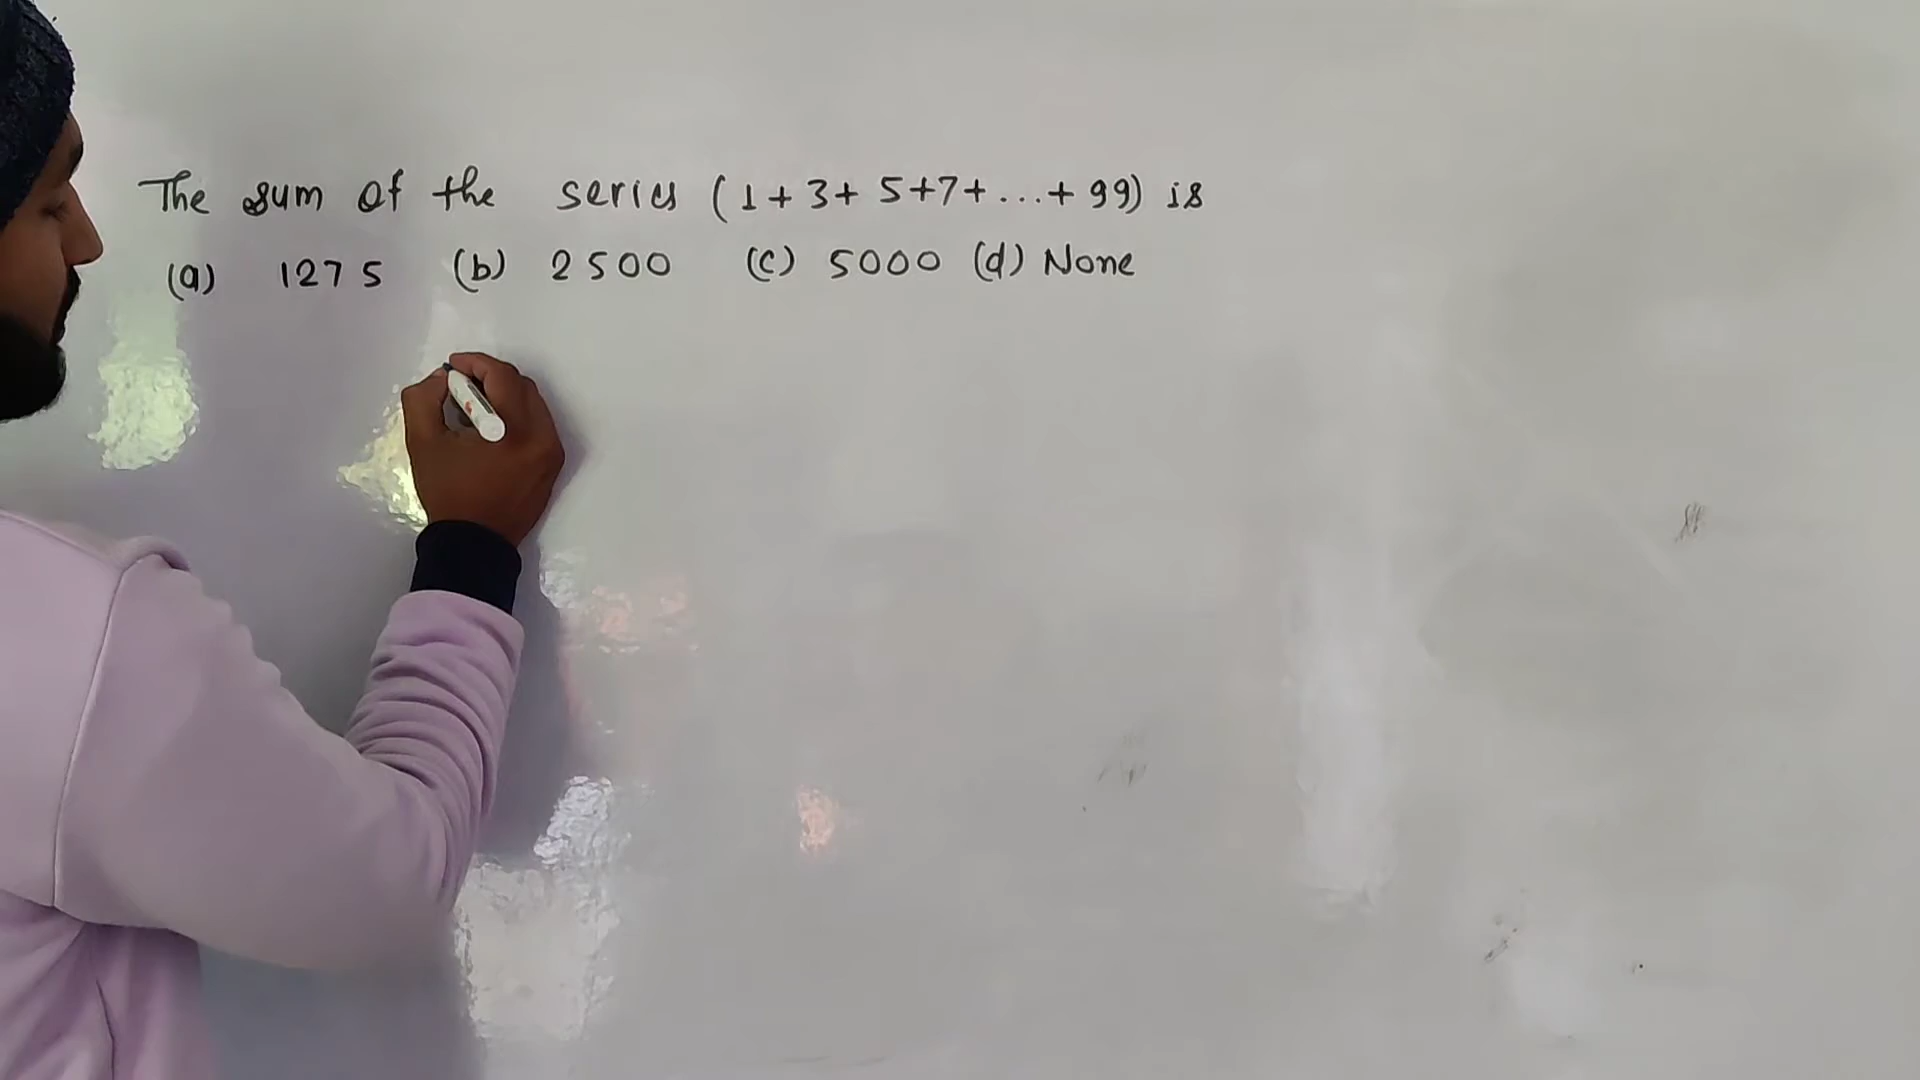 The sum of the series (1+3+5+7+...+99) is
(a) 1275 (b) 2500 (c) 5000 (d) None